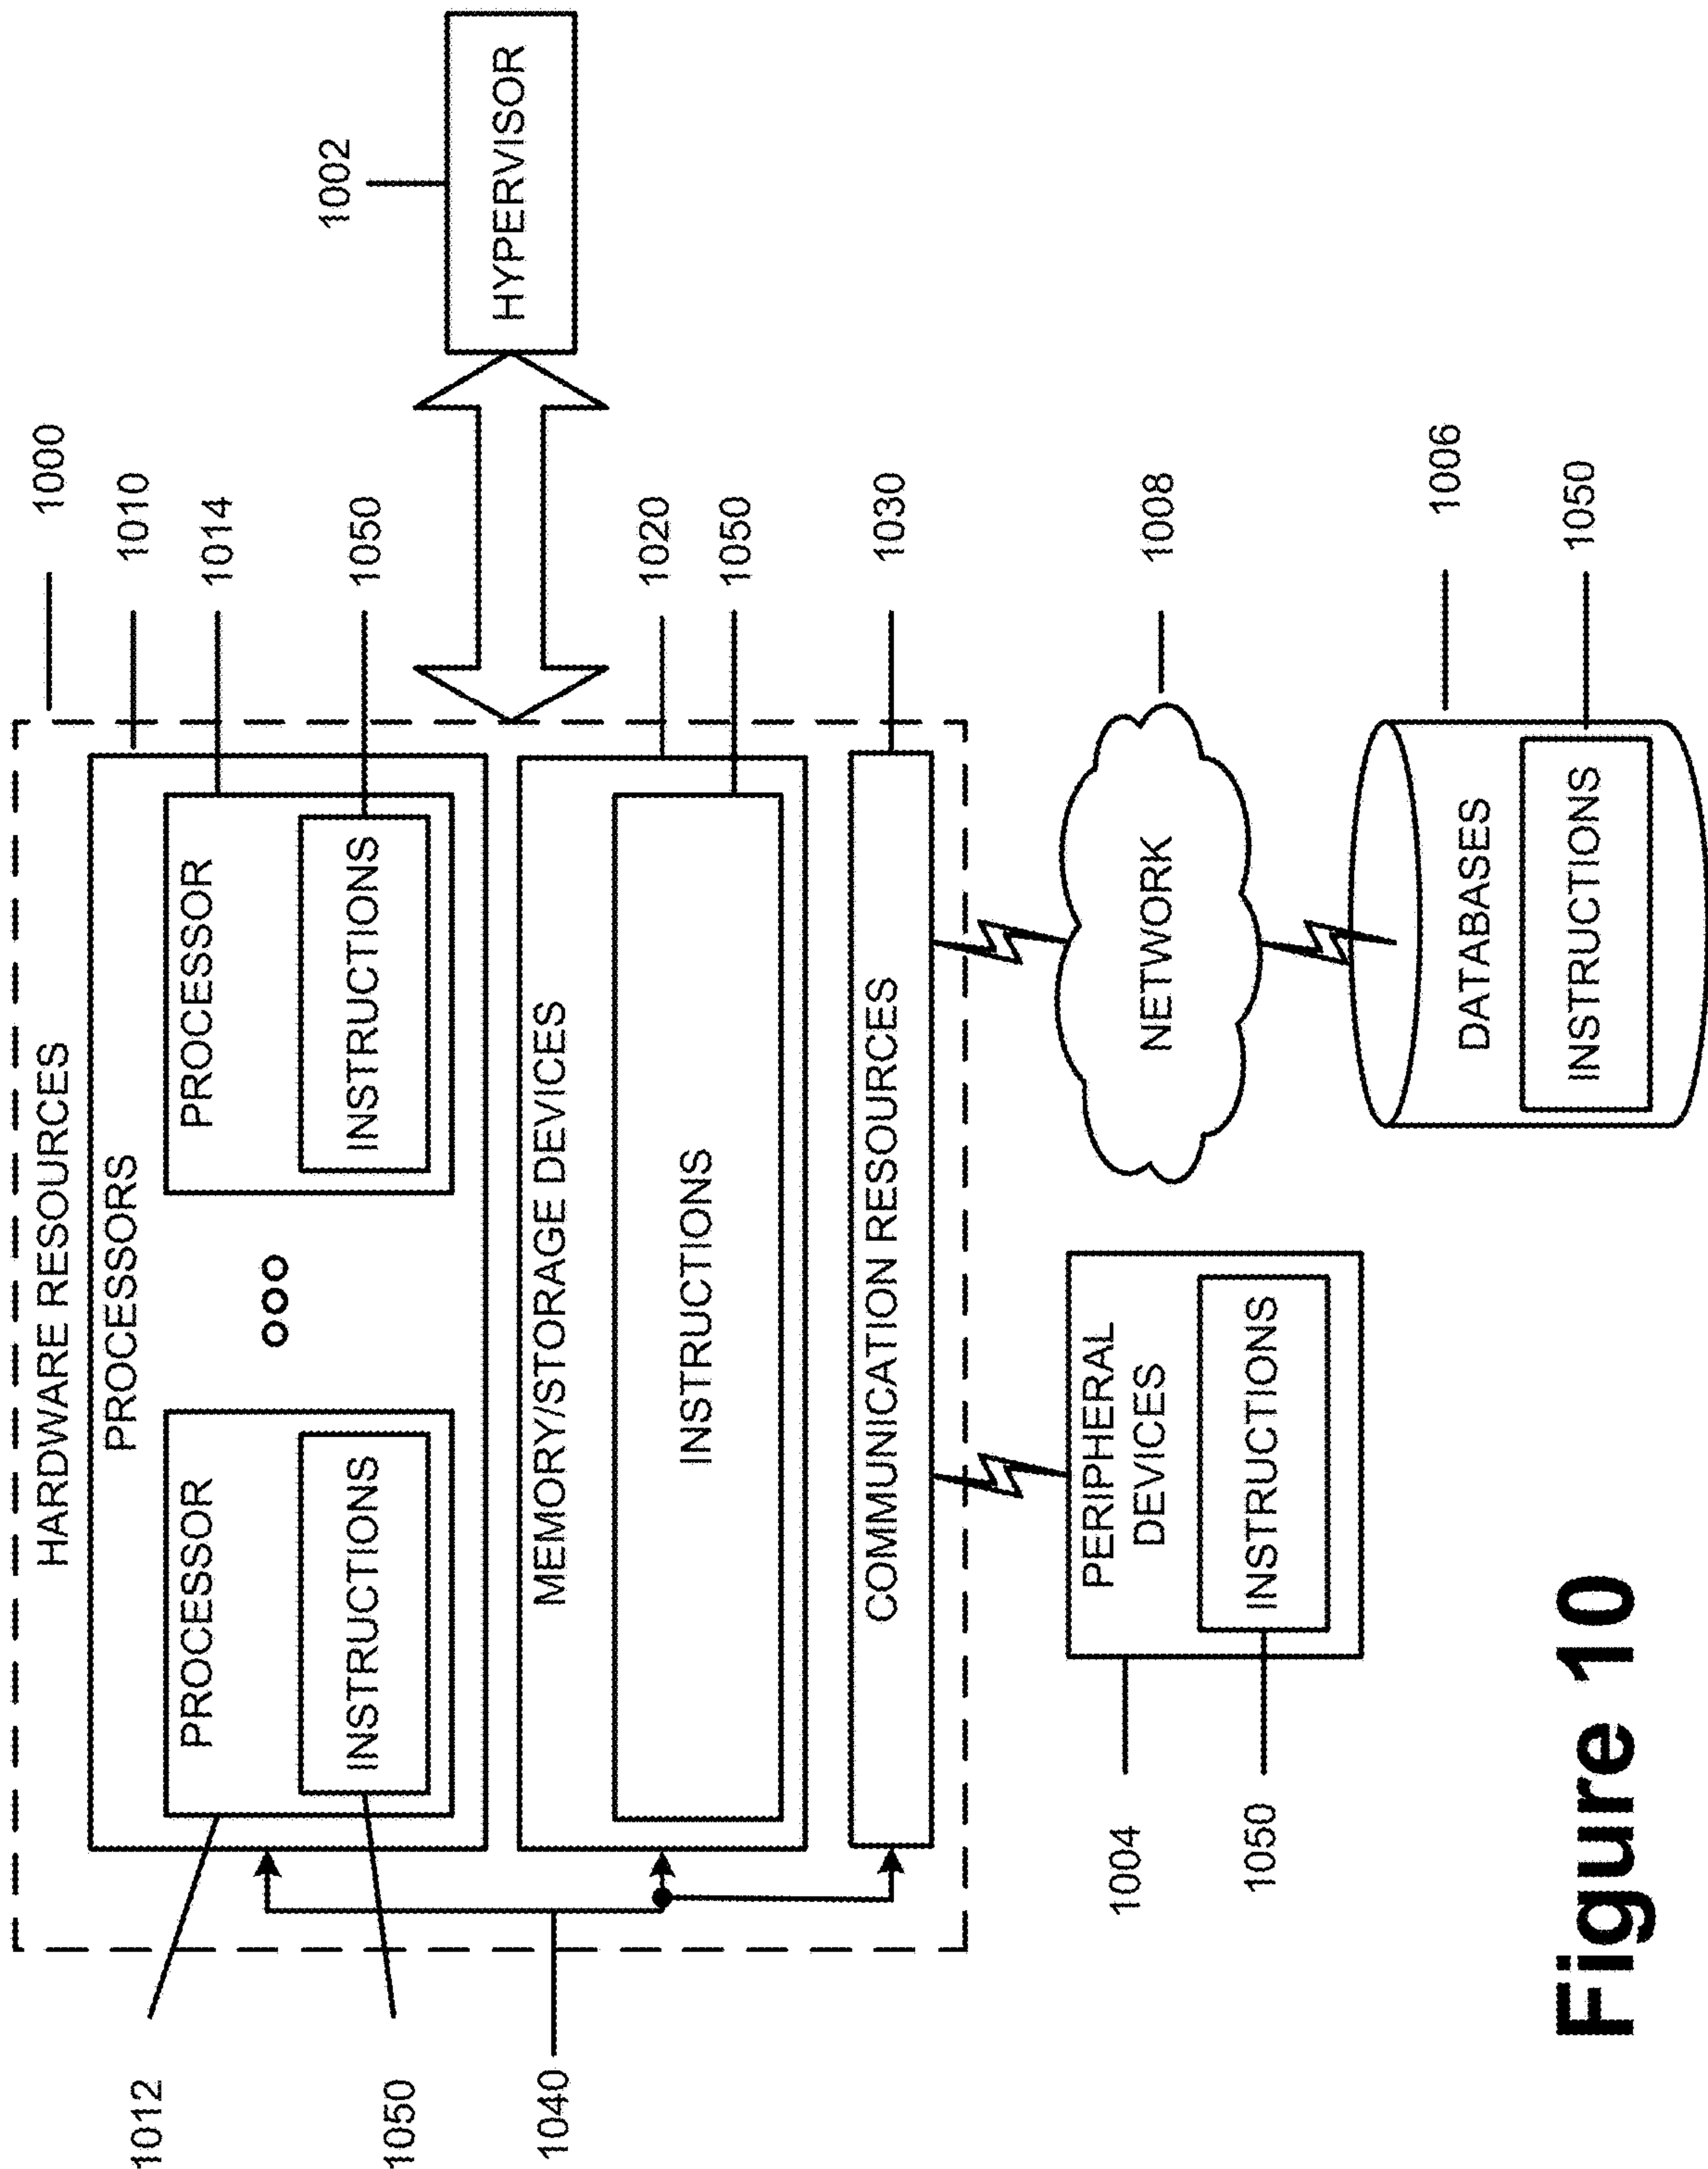 HARDWARE RESOURCES
1000
PROCESSORS
1010
1012
PROCESSOR
PROCESSOR
1014
1050
INSTRUCTIONS
INSTRUCTIONS
1050
1002
HYPERVISOR
1040
MEMORY/STORAGE DEVICES
1020
INSTRUCTIONS
1050
COMMUNICATION RESOURCES
1030
1004
PERIPHERAL
DEVICES
1050
INSTRUCTIONS
NETWORK
1008
DATABASES
1006
INSTRUCTIONS
1050
Figure 10